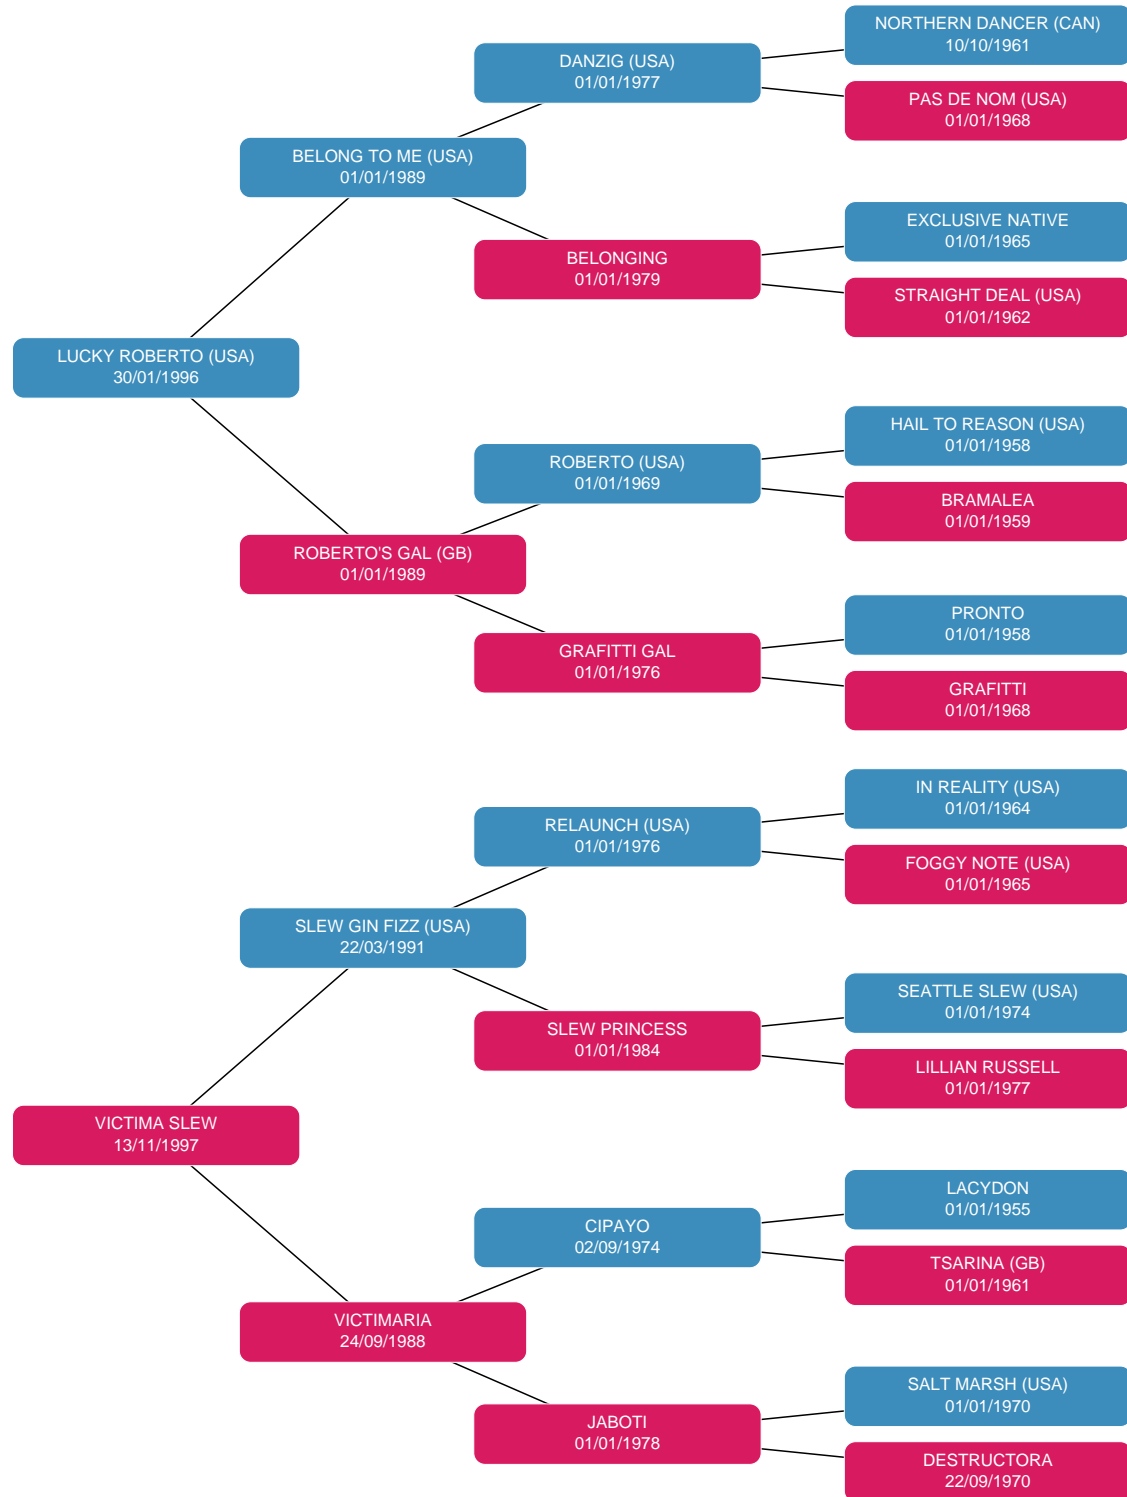 NORTHERN DANCER (CAN)
10/10/1961
DANZIG (USA)
01/01/1977
PAS DE NOM (USA)
01/01/1968
BELONG TO ME (USA)
01/01/1989
EXCLUSIVE NATIVE
01/01/1965
BELONGING
01/01/1979
STRAIGHT DEAL (USA)
01/01/1962
LUCKY ROBERTO (USA)
30/01/1996
HAIL TO REASON (USA)
01/01/1958
ROBERTO (USA)
01/01/1969
BRAMALEA
01/01/1959
ROBERTO'S GAL (GB)
01/01/1989
PRONTO
01/01/1958
GRAFITTI GAL
01/01/1976
GRAFITTI
01/01/1968
IN REALITY (USA)
01/01/1964
RELAUNCH (USA)
01/01/1976
FOGGY NOTE (USA)
01/01/1965
SLEW GIN FIZZ (USA)
22/03/1991
SEATTLE SLEW (USA)
01/01/1974
SLEW PRINCESS
01/01/1984
LILLIAN RUSSELL
01/01/1977
VICTIMA SLEW
13/11/1997
LACYDON
01/01/1955
CIPAYO
02/09/1974
TSARINA (GB)
01/01/1961
VICTIMARIA
24/09/1988
SALT MARSH (USA)
01/01/1970
JABOTI
01/01/1978
DESTRUCTORA
22/09/1970